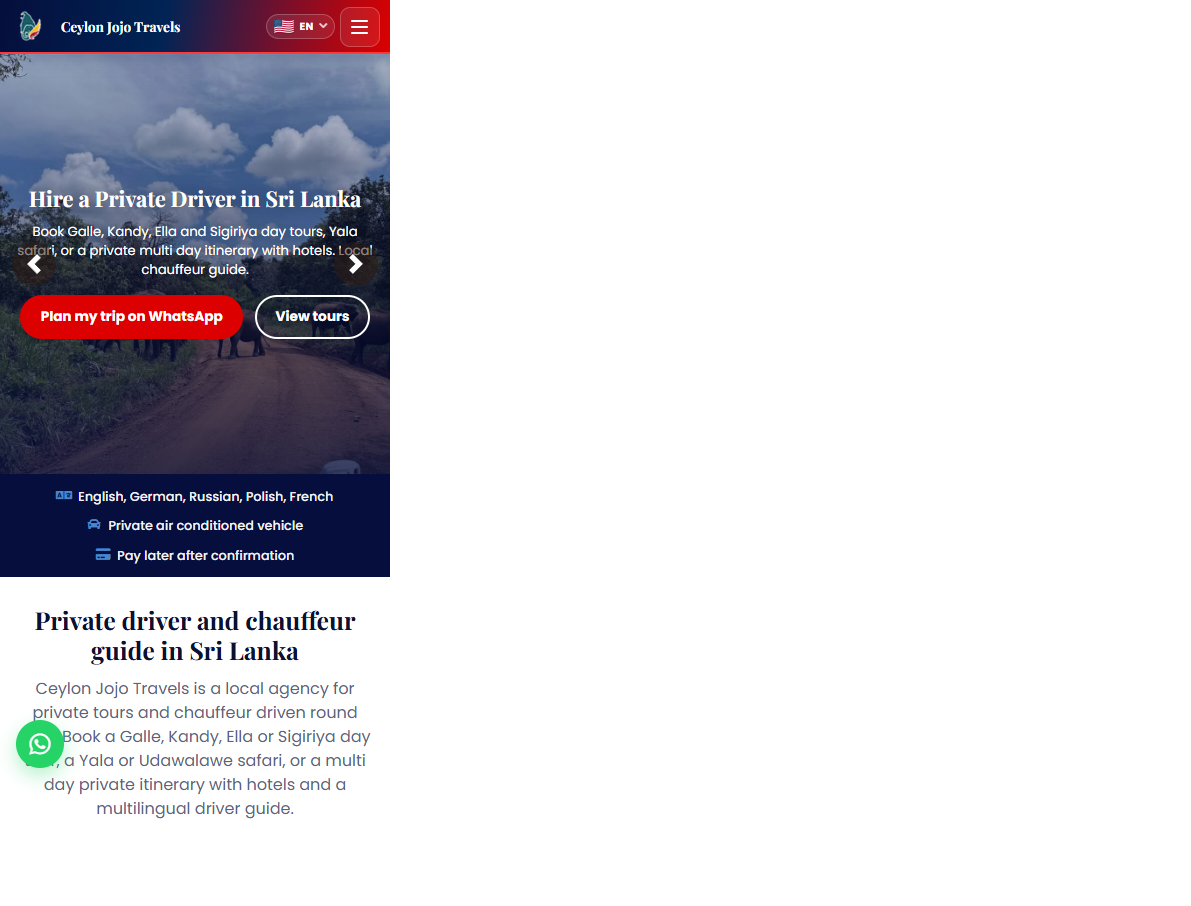 Ceylon Jojo Travels
EN
Hire a Private Driver in Sri Lanka
Book Galle, Kandy, Ella and Sigiriya day tours, Yala
safari, or a private multi day itinerary with hotels. Local
chauffeur guide.
Plan my trip on WhatsApp
View tours
English, German, Russian, Polish, French
Private air conditioned vehicle
Pay later after confirmation
Private driver and chauffeur
guide in Sri Lanka
Ceylon Jojo Travels is a local agency for
private tours and chauffeur driven round
Book a Galle, Kandy, Ella or Sigiriya day
a Yala or Udawalawe safari, or a multi
day private itinerary with hotels and a
multilingual driver guide.